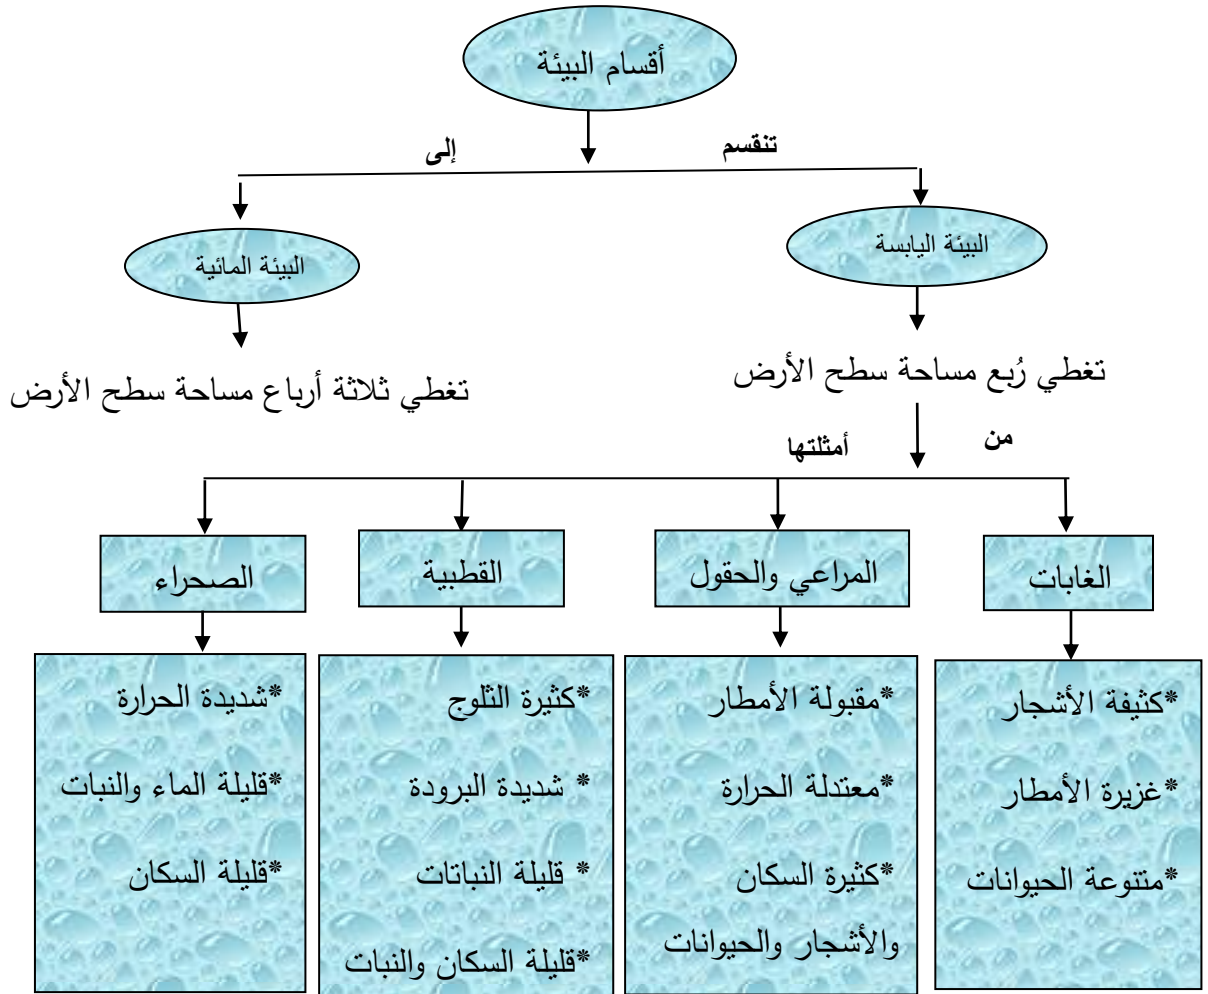 أقسام البيئة
تنقسم
إلى
البيئة اليابسة
البيئة المائية
تغطي رُبع مساحة سطح الأرض
تغطي ثلاثة أرباع مساحة سطح الأرض
من
أمثلتها
الغابات
المراعي والحقول
القطبية
الصحراء
*كثيفة الأشجار
*غزيرة الأمطار
*متنوعة الحيوانات
*مقبولة الأمطار
*معتدلة الحرارة
*كثيرة السكان
والأشجار والحيوانات
*كثيرة الثلوج
* شديدة البرودة
* قليلة النباتات
*قليلة السكان والنبات
*شديدة الحرارة
*قليلة الماء والنبات
*قليلة السكان